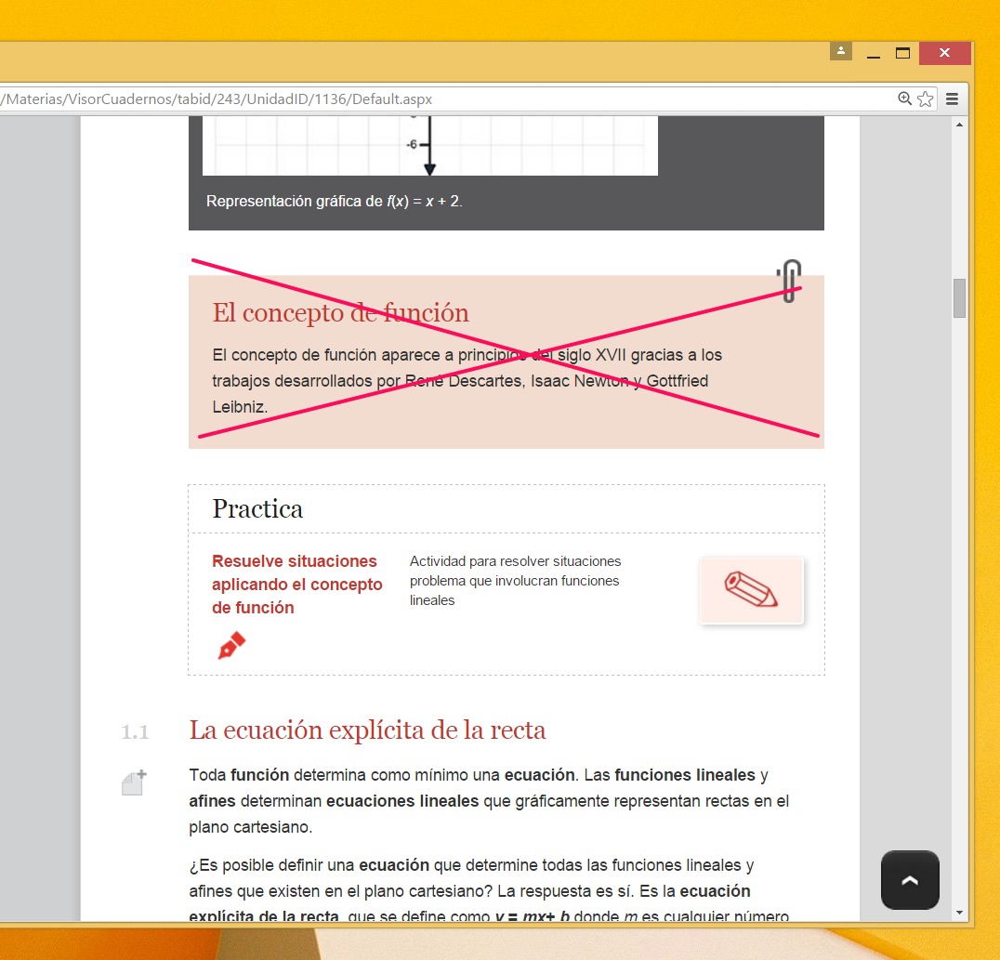 /Materias/VisorCuadernos/tabid/243/UnidadID/1136/Default.aspx
-6
Representación gráfica de f(x) = x + 2.
El concepto de función
El concepto de función aparece a principios del siglo XVII gracias a los
trabajos desarrollados por René Descartes, Isaac Newton y Gottfried
Leibniz.
Practica
Resuelve situaciones
aplicando el concepto
de función
Actividad para resolver situaciones
problema que involucran funciones
lineales
1.1 La ecuación explícita de la recta
Toda función determina como mínimo una ecuación. Las funciones lineales y
afines determinan ecuaciones lineales que gráficamente representan rectas en el
plano cartesiano.
¿Es posible definir una ecuación que determine todas las funciones lineales y
afines que existen en el plano cartesiano? La respuesta es sí. Es la ecuación
explícita de la recta, que se define como y = mx+ b donde m es cualquier número